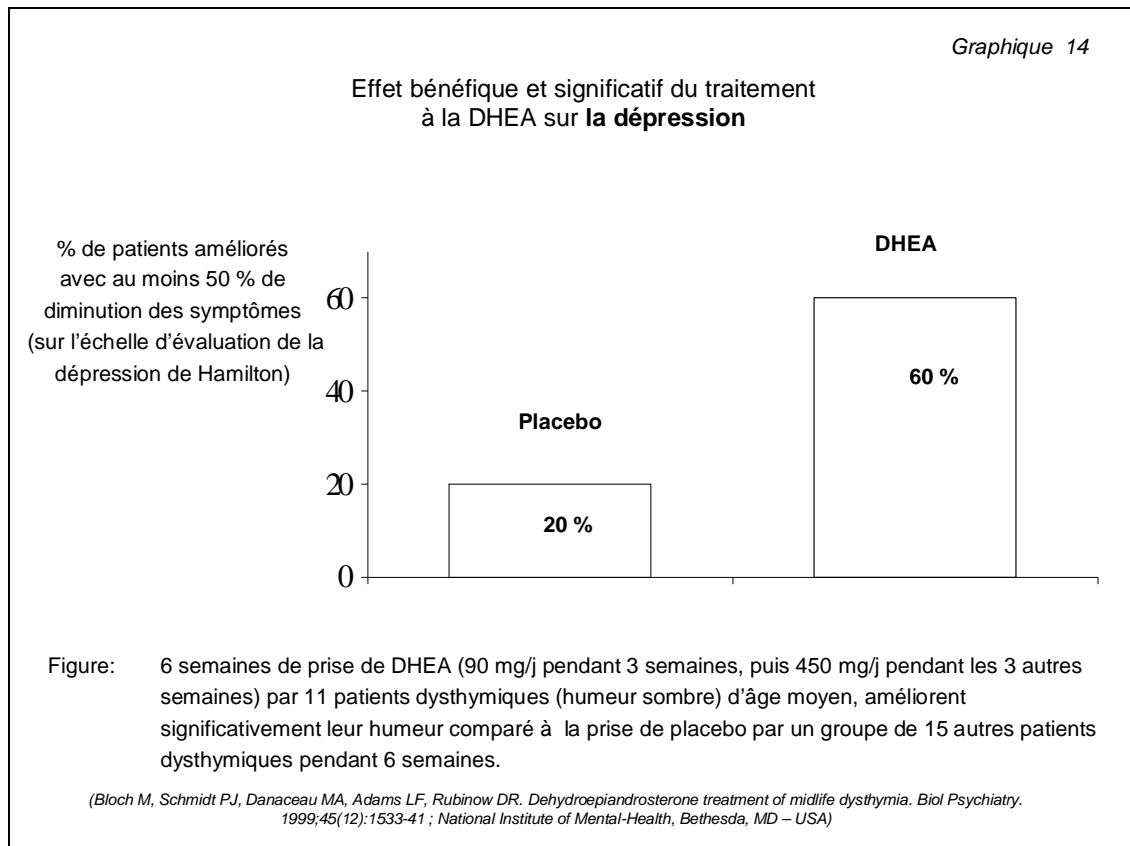 Graphique 14
Effet bénéfique et significatif du traitement
à la DHEA sur la dépression
% de patients améliorés
avec au moins 50 % de
diminution des symptômes
(sur l'échelle d'évaluation de la
dépression de Hamilton)
60
40
20
0
Placebo
20 %
DHEA
60 %
Figure: 6 semaines de prise de DHEA (90 mg/j pendant 3 semaines, puis 450 mg/j pendant les 3 autres
semaines) par 11 patients dysthymiques (humeur sombre) d'âge moyen, améliorent
significativement leur humeur comparé à la prise de placebo par un groupe de 15 autres patients
dysthymiques pendant 6 semaines.
(Bloch M, Schmidt PJ, Danaceau MA, Adams LF, Rubinow DR. Dehydroepiandrosterone treatment of midlife dysthymia. Biol Psychiatry.
1999;45(12):1533-41 ; National Institute of Mental-Health, Bethesda, MD – USA)